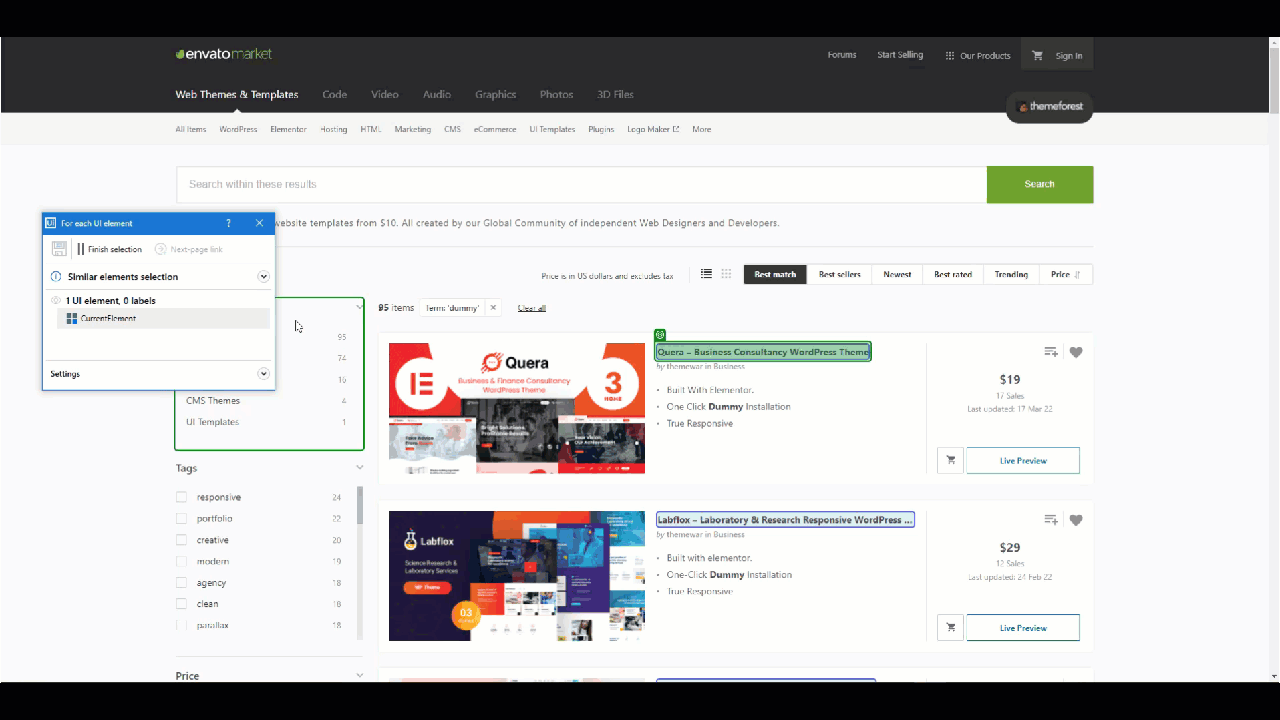 envatomarket
Forums
Start Selling
Our Products
Sign In
Web Themes & Templates
Code
Video
Audio
Graphics
Photos
3D Files
themeforest
All Items
WordPress
Elementor
Hosting
HTML
Marketing
CMS
eCommerce
UI Templates
Plugins
Logo Maker
More
Search within these results
Search
website templates from $10. All created by our Global Community of independent Web Designers and Developers.
UI For each UI element ?
Finish selection
Next-page link
Similar elements selection
1 UI element, 0 labels
CurrentElement
Settings
Price is in US dollars and excludes tax
Best match
Best sellers
Newest
Best rated
Trending
Price
95 items
Term: 'dummy'
Clear all
95
74
16
CMS Themes 4
UI Templates 1
Tags
responsive 24
portfolio 22
creative 20
modern 18
agency 18
clean 18
parallax 18
Price
Quera
Business & Finance Consultancy
WordPress Theme
3
HOME
Quera – Business Consultancy WordPress Theme
by themewar in Business
Built With Elementor.
One Click Dummy Installation
True Responsive
$19
17 Sales
Last updated: 17 Mar 22
Live Preview
Labflox
Science Research &
Laboratory Services
WP Theme
03
Labflox – Laboratory & Research Responsive WordPress ...
by themewar in Business
Built with elementor.
One-Click Dummy Installation
True Responsive
$29
12 Sales
Last updated: 24 Feb 22
Live Preview